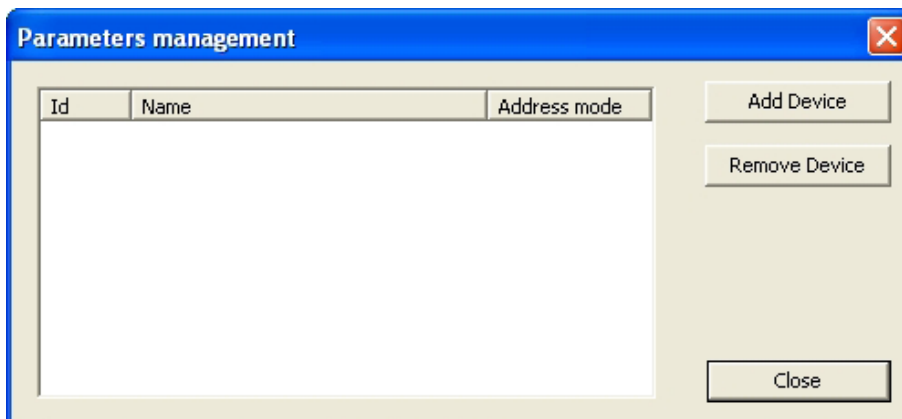 Parameters management
Id Name Address mode
Add Device
Remove Device
Close